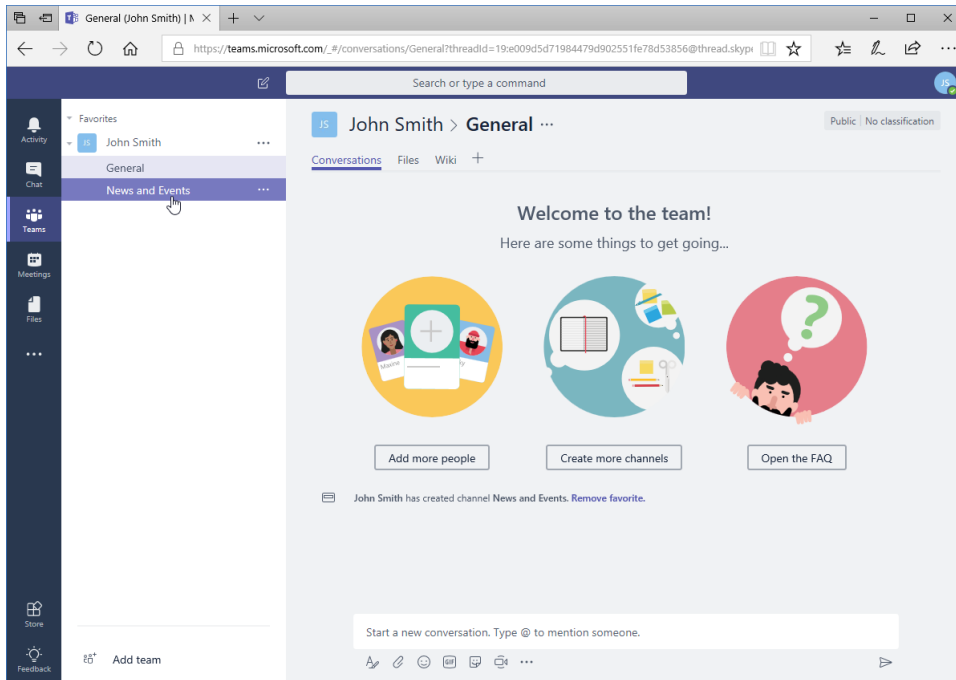 General (John Smith) | M
https://teams.microsoft.com/_#/conversations/General?threadId=19:e009d5d71984479d902551fe78d53856@thread.skype
Search or type a command
JS
Activity
Chat
Teams
Meetings
Files
Store
Feedback
Favorites
JS John Smith
General
News and Events
Add team
JS John Smith > General
Public | No classification
Conversations Files Wiki
Welcome to the team!
Here are some things to get going...
Maxine
Add more people
Create more channels
Open the FAQ
John Smith has created channel News and Events. Remove favorite.
Start a new conversation. Type @ to mention someone.
GIF